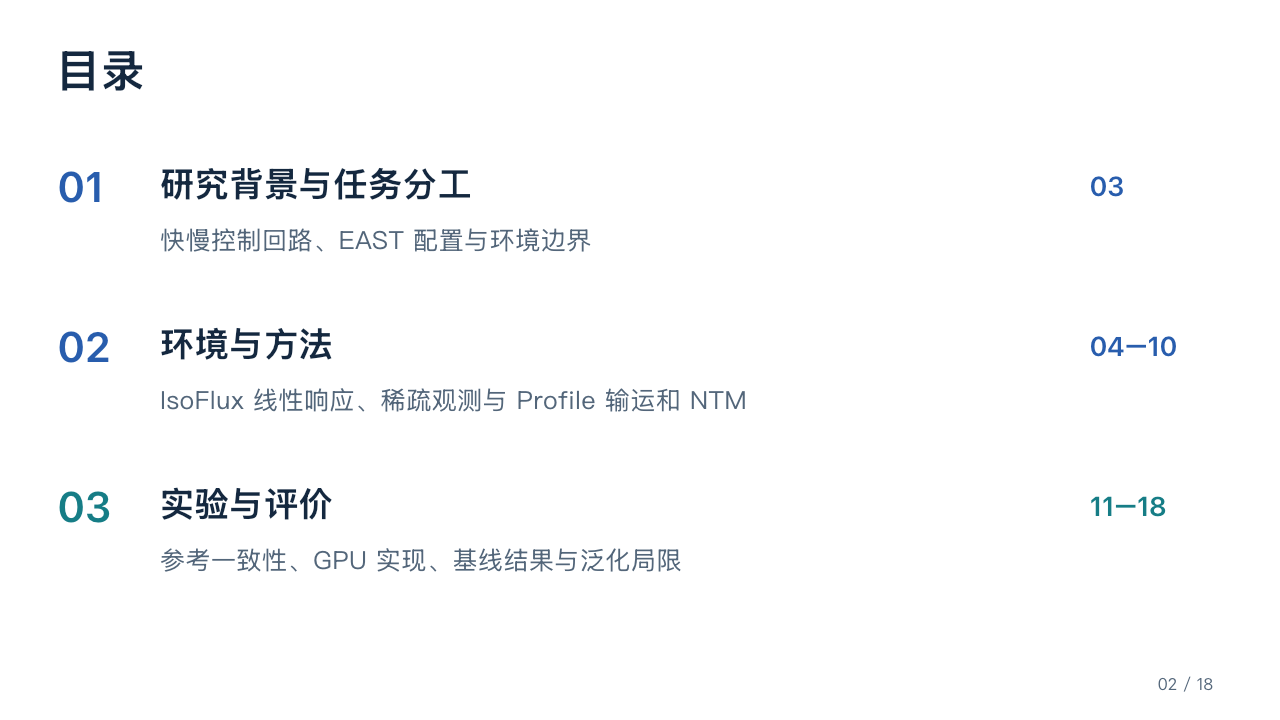 目录
01 研究背景与任务分工 03
快慢控制回路、EAST 配置与环境边界
02 环境与方法 04—10
IsoFlux 线性响应、稀疏观测与 Profile 输运和 NTM
03 实验与评价 11—18
参考一致性、GPU 实现、基线结果与泛化局限
02 / 18